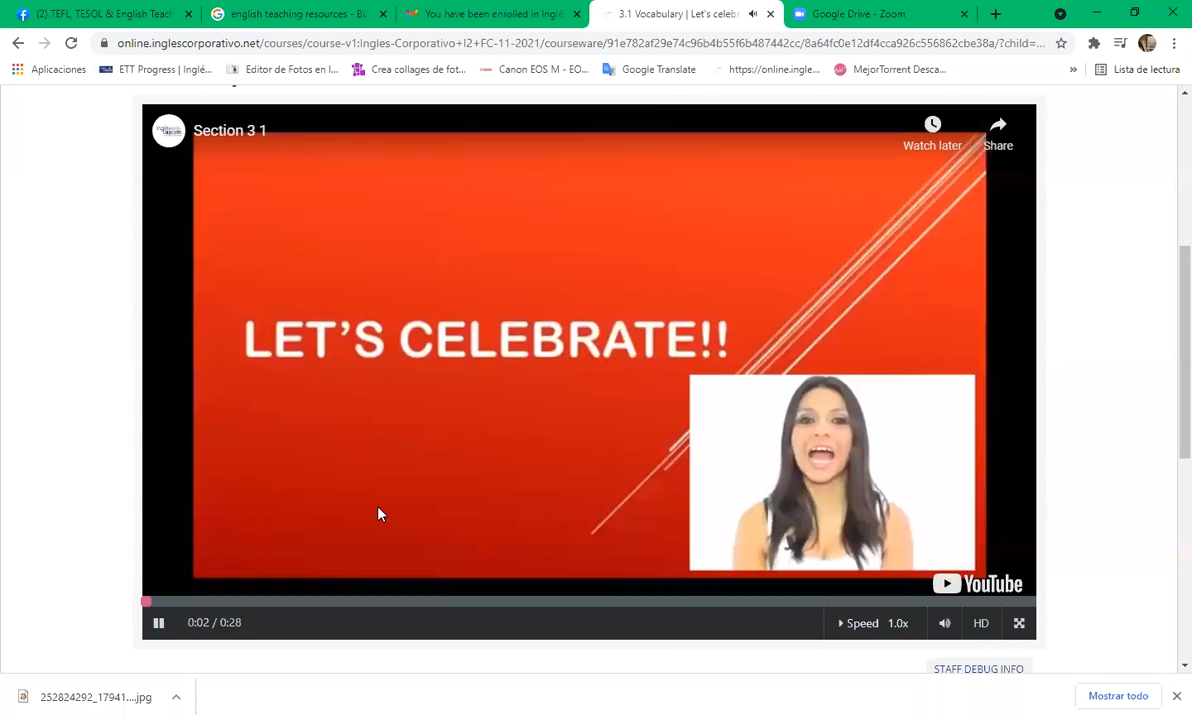 (2) TEFL, TESOL & English Teach
english teaching resources - Bu
You have been enrolled in Inglé
3.1 Vocabulary | Let's celebr
Google Drive - Zoom
online.inglescorporativo.net/courses/course-v1:Ingles-Corporativo+I2+FC-11-2021/courseware/91e782af29e74c96b4b55f6b487442cc/8a64fc0e12df4cca926c556862cbe38a/?child=...
Aplicaciones
ETT Progress | Inglé...
Editor de Fotos en l...
Crea collages de fot...
Canon EOS M - EO...
Google Translate
https://online.ingle...
MejorTorrent Desca...
»
Lista de lectura
Section 3 1
Watch later
Share
LET'S CELEBRATE!!
YouTube
0:02 / 0:28
Speed 1.0x
HD
STAFF DEBUG INFO
252824292_17941....jpg
Mostrar todo